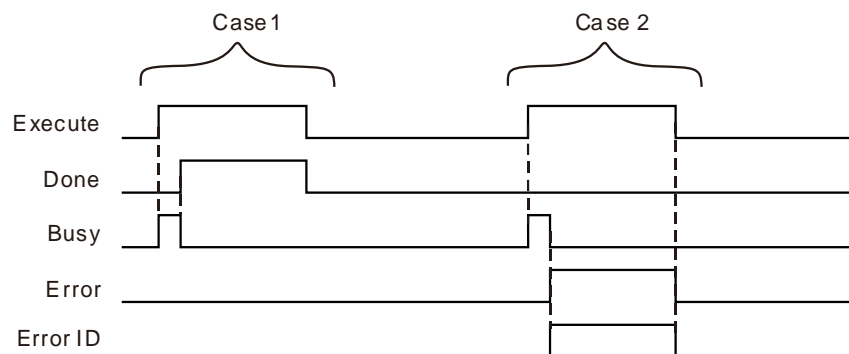 Case 1
Case 2
Execute
Done
Busy
Error
Error ID